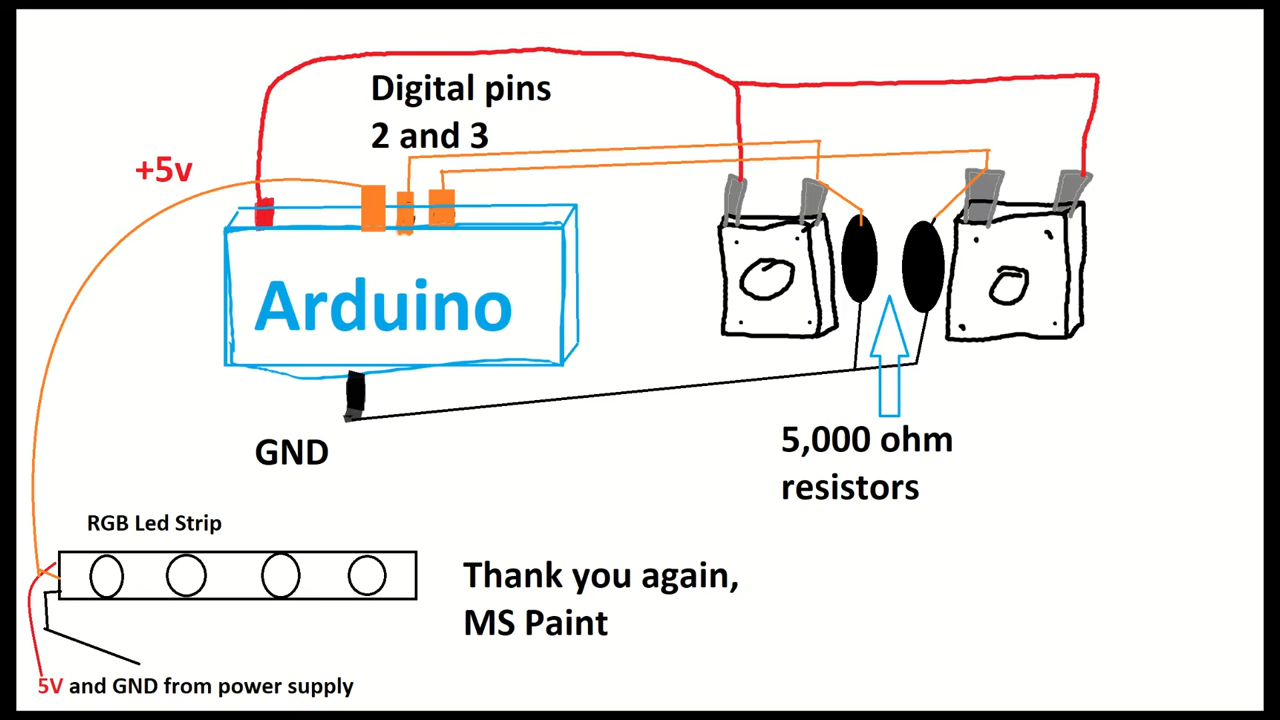 Digital pins
2 and 3
+5v
Arduino
GND
5,000 ohm
resistors
RGB Led Strip
Thank you again,
MS Paint
5V and GND from power supply